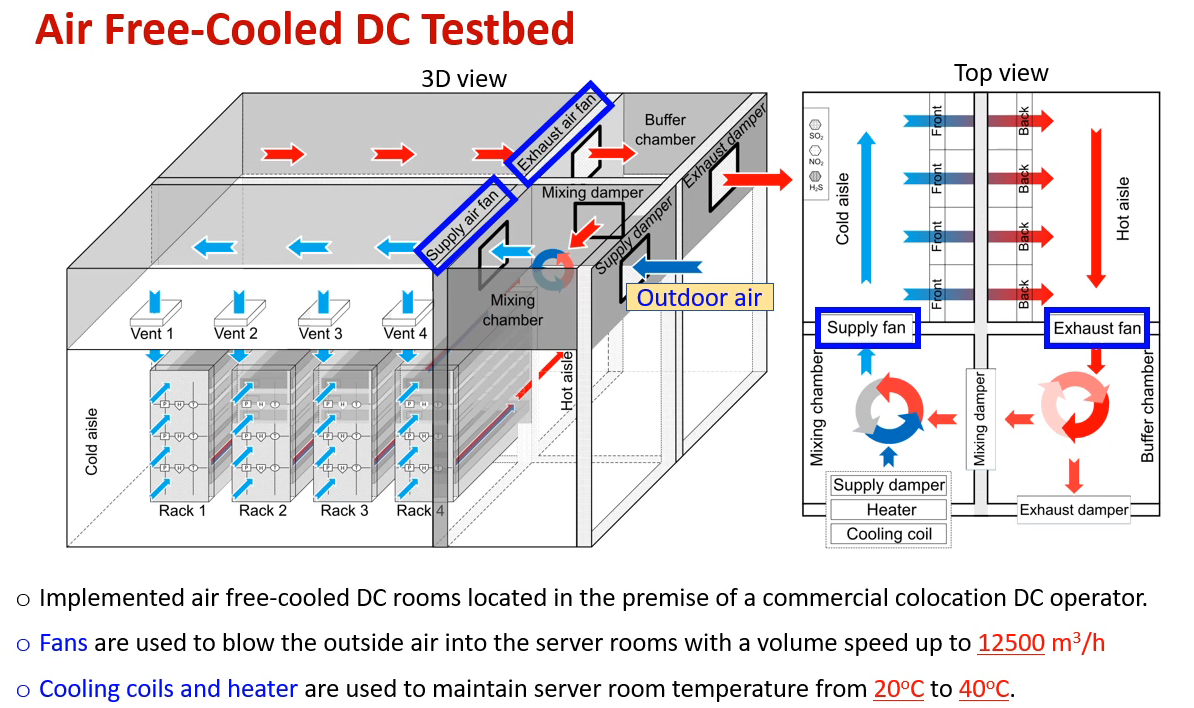 Air Free-Cooled DC Testbed
3D view
Exhaust air fan
Buffer
chamber
Exhaust damper
Supply air fan
Mixing damper
Supply damper
Outdoor air
Mixing
chamber
Vent 1
Vent 2
Vent 3
Vent 4
Cold aisle
Hot aisle
P H T
P H T
P H T
P H T
P H T
P H T
P H T
P H T
P H T
P H T
P H T
P H T
Rack 1
Rack 2
Rack 3
Rack 4
Top view
SO₂
NO₂
H₂S
Cold aisle
Front
Back
Front
Back
Front
Back
Front
Back
Hot aisle
Supply fan
Exhaust fan
Mixing chamber
Mixing damper
Buffer chamber
Supply damper
Heater
Cooling coil
Exhaust damper
o Implemented air free-cooled DC rooms located in the premise of a commercial colocation DC operator.
o Fans are used to blow the outside air into the server rooms with a volume speed up to 12500 m³/h
o Cooling coils and heater are used to maintain server room temperature from 20°C to 40°C.